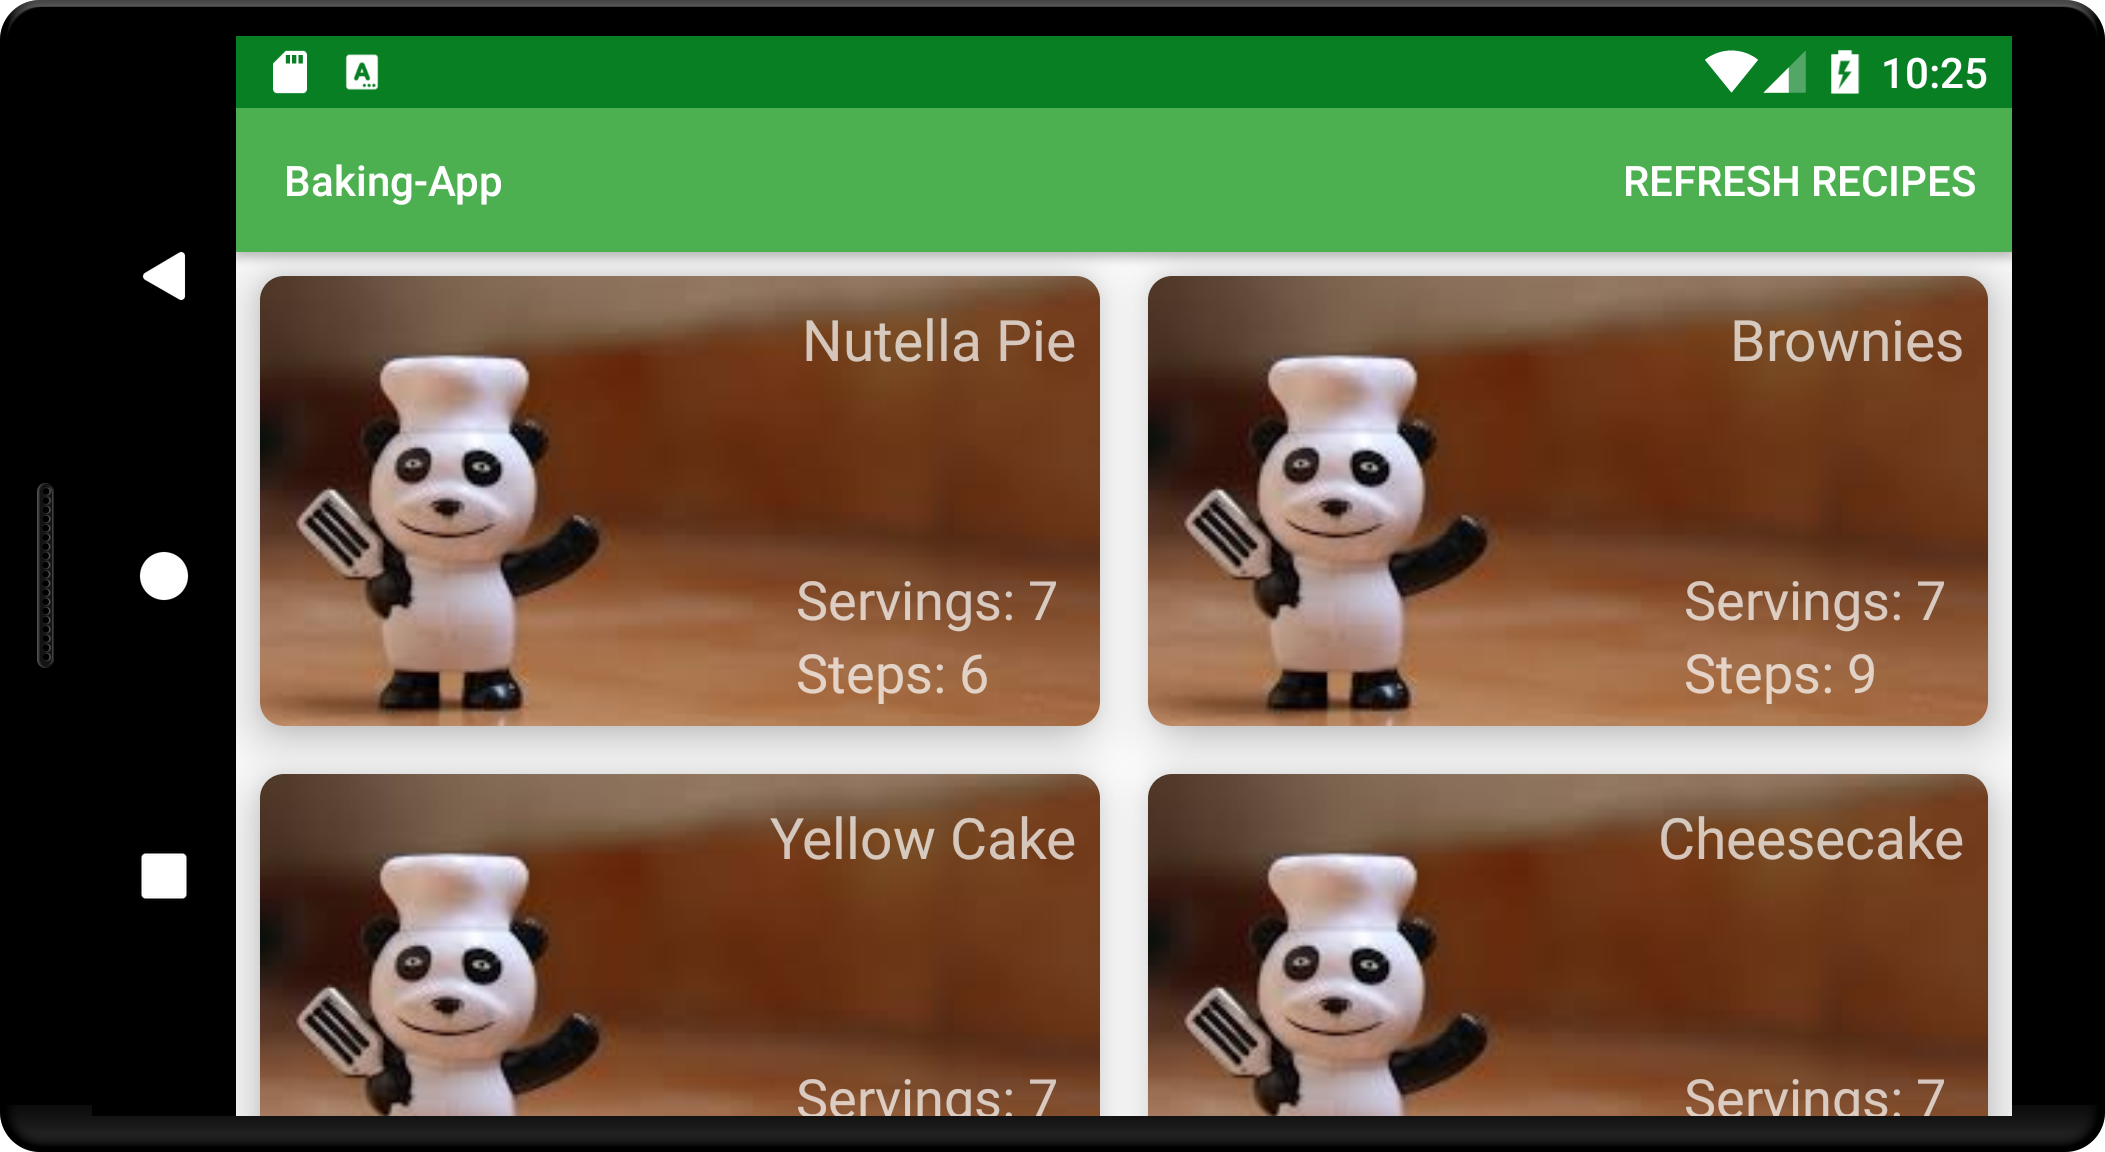 10:25
Baking-App
REFRESH RECIPES
Nutella Pie
Servings: 7
Steps: 6
Brownies
Servings: 7
Steps: 9
Yellow Cake
Servings: 7
Cheesecake
Servings: 7